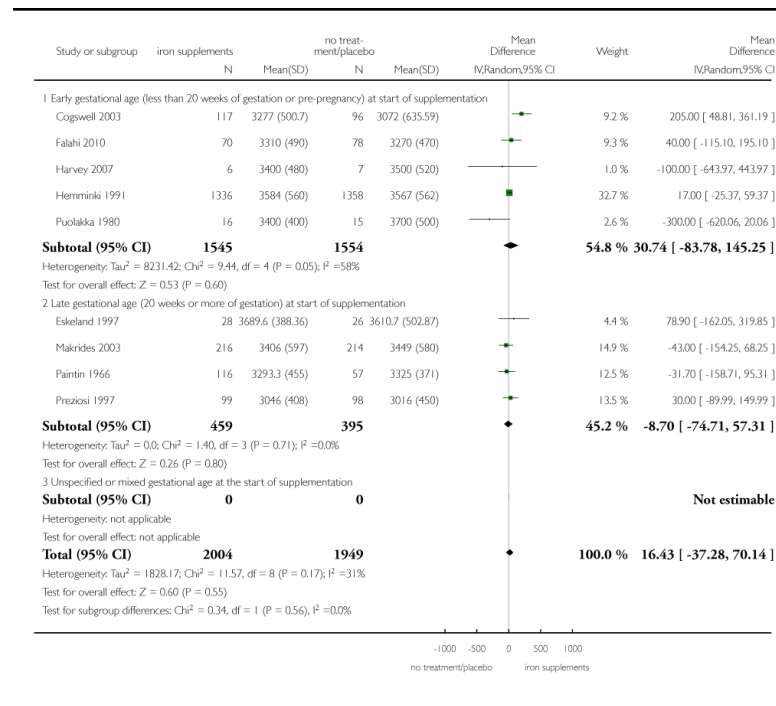 Study or subgroup iron supplements no treat-ment/placebo Mean Difference Weight Mean Difference
N Mean(SD) N Mean(SD) IV,Random,95% CI IV,Random,95% CI
1 Early gestational age (less than 20 weeks of gestation or pre-pregnancy) at start of supplementation
Cogswell 2003 117 3277 (500.7) 96 3072 (635.59) 9.2 % 205.00 [ 48.81, 361.19 ]
Falahi 2010 70 3310 (490) 78 3270 (470) 9.3 % 40.00 [ -115.10, 195.10 ]
Harvey 2007 6 3400 (480) 7 3500 (520) 1.0 % -100.00 [ -643.97, 443.97 ]
Hemminki 1991 1336 3584 (560) 1358 3567 (562) 32.7 % 17.00 [ -25.37, 59.37 ]
Puolakka 1980 16 3400 (400) 15 3700 (500) 2.6 % -300.00 [ -620.06, 20.06 ]
Subtotal (95% CI) 1545 1554 54.8 % 30.74 [ -83.78, 145.25 ]
Heterogeneity: Tau² = 8231.42; Chi² = 9.44, df = 4 (P = 0.05); I² =58%
Test for overall effect: Z = 0.53 (P = 0.60)
2 Late gestational age (20 weeks or more of gestation) at start of supplementation
Eskeland 1997 28 3689.6 (388.36) 26 3610.7 (502.87) 4.4 % 78.90 [ -162.05, 319.85 ]
Makrides 2003 216 3406 (597) 214 3449 (580) 14.9 % -43.00 [ -154.25, 68.25 ]
Paintin 1966 116 3293.3 (455) 57 3325 (371) 12.5 % -31.70 [ -158.71, 95.31 ]
Preziosi 1997 99 3046 (408) 98 3016 (450) 13.5 % 30.00 [ -89.99, 149.99 ]
Subtotal (95% CI) 459 395 45.2 % -8.70 [ -74.71, 57.31 ]
Heterogeneity: Tau² = 0.0; Chi² = 1.40, df = 3 (P = 0.71); I² =0.0%
Test for overall effect: Z = 0.26 (P = 0.80)
3 Unspecified or mixed gestational age at the start of supplementation
Subtotal (95% CI) 0 0 Not estimable
Heterogeneity: not applicable
Test for overall effect: not applicable
Total (95% CI) 2004 1949 100.0 % 16.43 [ -37.28, 70.14 ]
Heterogeneity: Tau² = 1828.17; Chi² = 11.57, df = 8 (P = 0.17); I² =31%
Test for overall effect: Z = 0.60 (P = 0.55)
Test for subgroup differences: Chi² = 0.34, df = 1 (P = 0.56), I² =0.0%
-1000 -500 0 500 1000
no treatment/placebo iron supplements